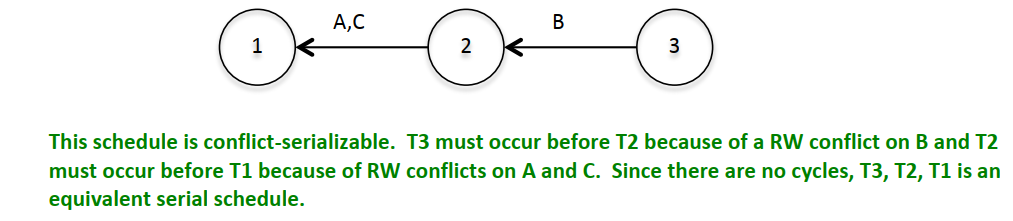 A,C B
1 2 3
This schedule is conflict-serializable. T3 must occur before T2 because of a RW conflict on B and T2
must occur before T1 because of RW conflicts on A and C. Since there are no cycles, T3, T2, T1 is an
equivalent serial schedule.